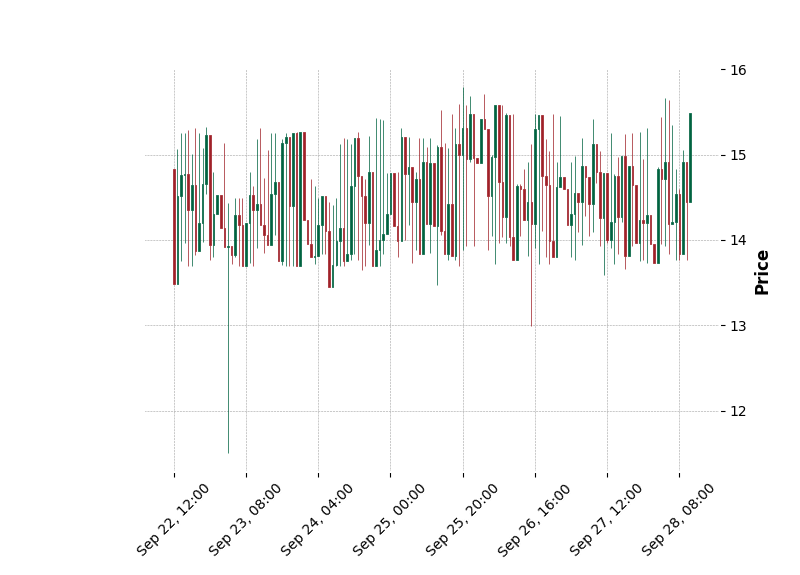 16
15
14
13
12
Price
Sep 22, 12:00
Sep 23, 08:00
Sep 24, 04:00
Sep 25, 00:00
Sep 25, 20:00
Sep 26, 16:00
Sep 27, 12:00
Sep 28, 08:00